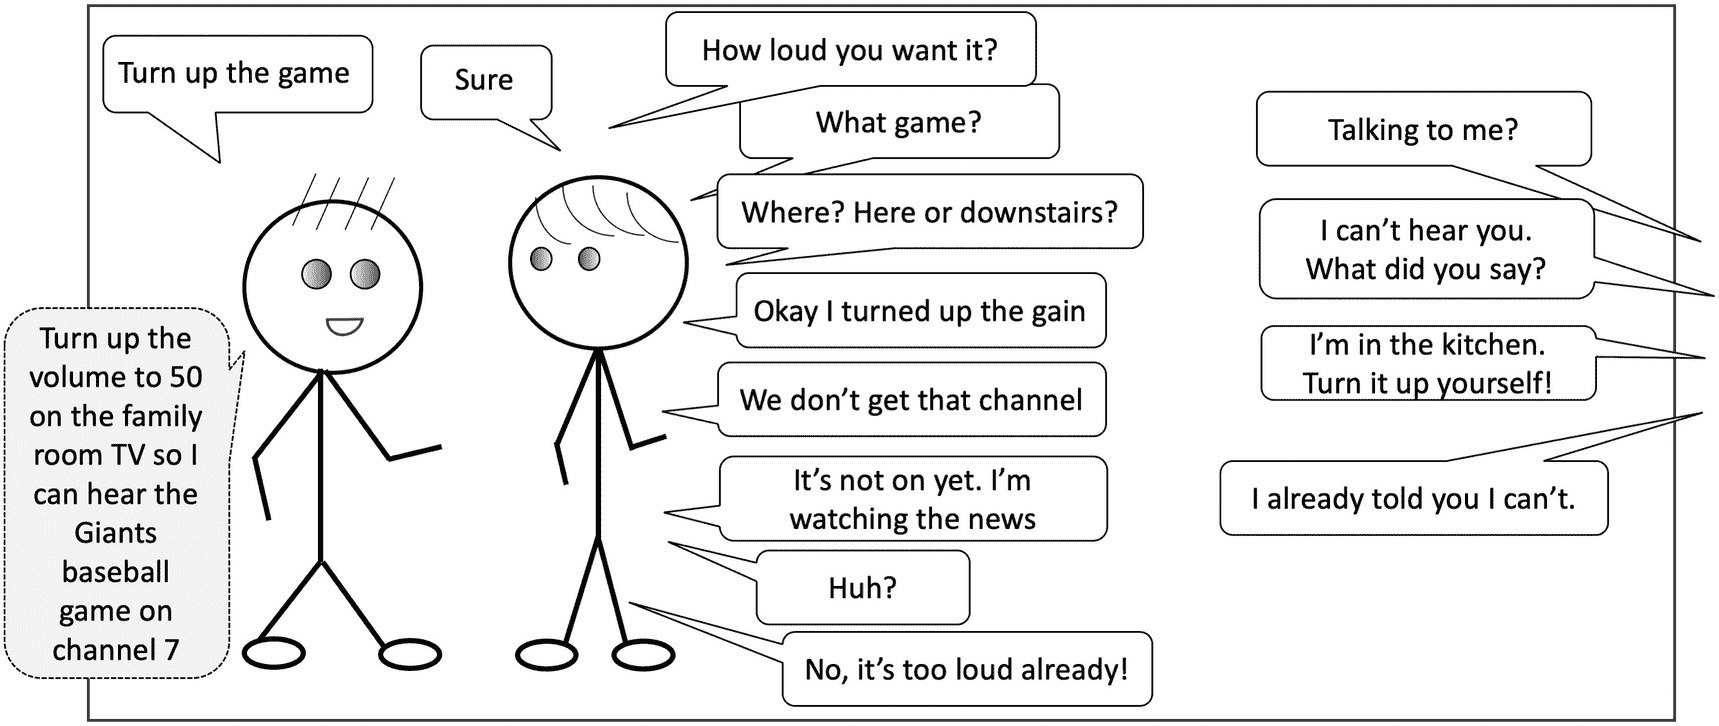 Turn up the game
Sure
How loud you want it?
What game?
Where? Here or downstairs?
Okay I turned up the gain
We don’t get that channel
It’s not on yet. I’m
watching the news
Huh?
No, it’s too loud already!
Talking to me?
I can’t hear you.
What did you say?
I’m in the kitchen.
Turn it up yourself!
I already told you I can’t.
Turn up the
volume to 50
on the family
room TV so I
can hear the
Giants
baseball
game on
channel 7